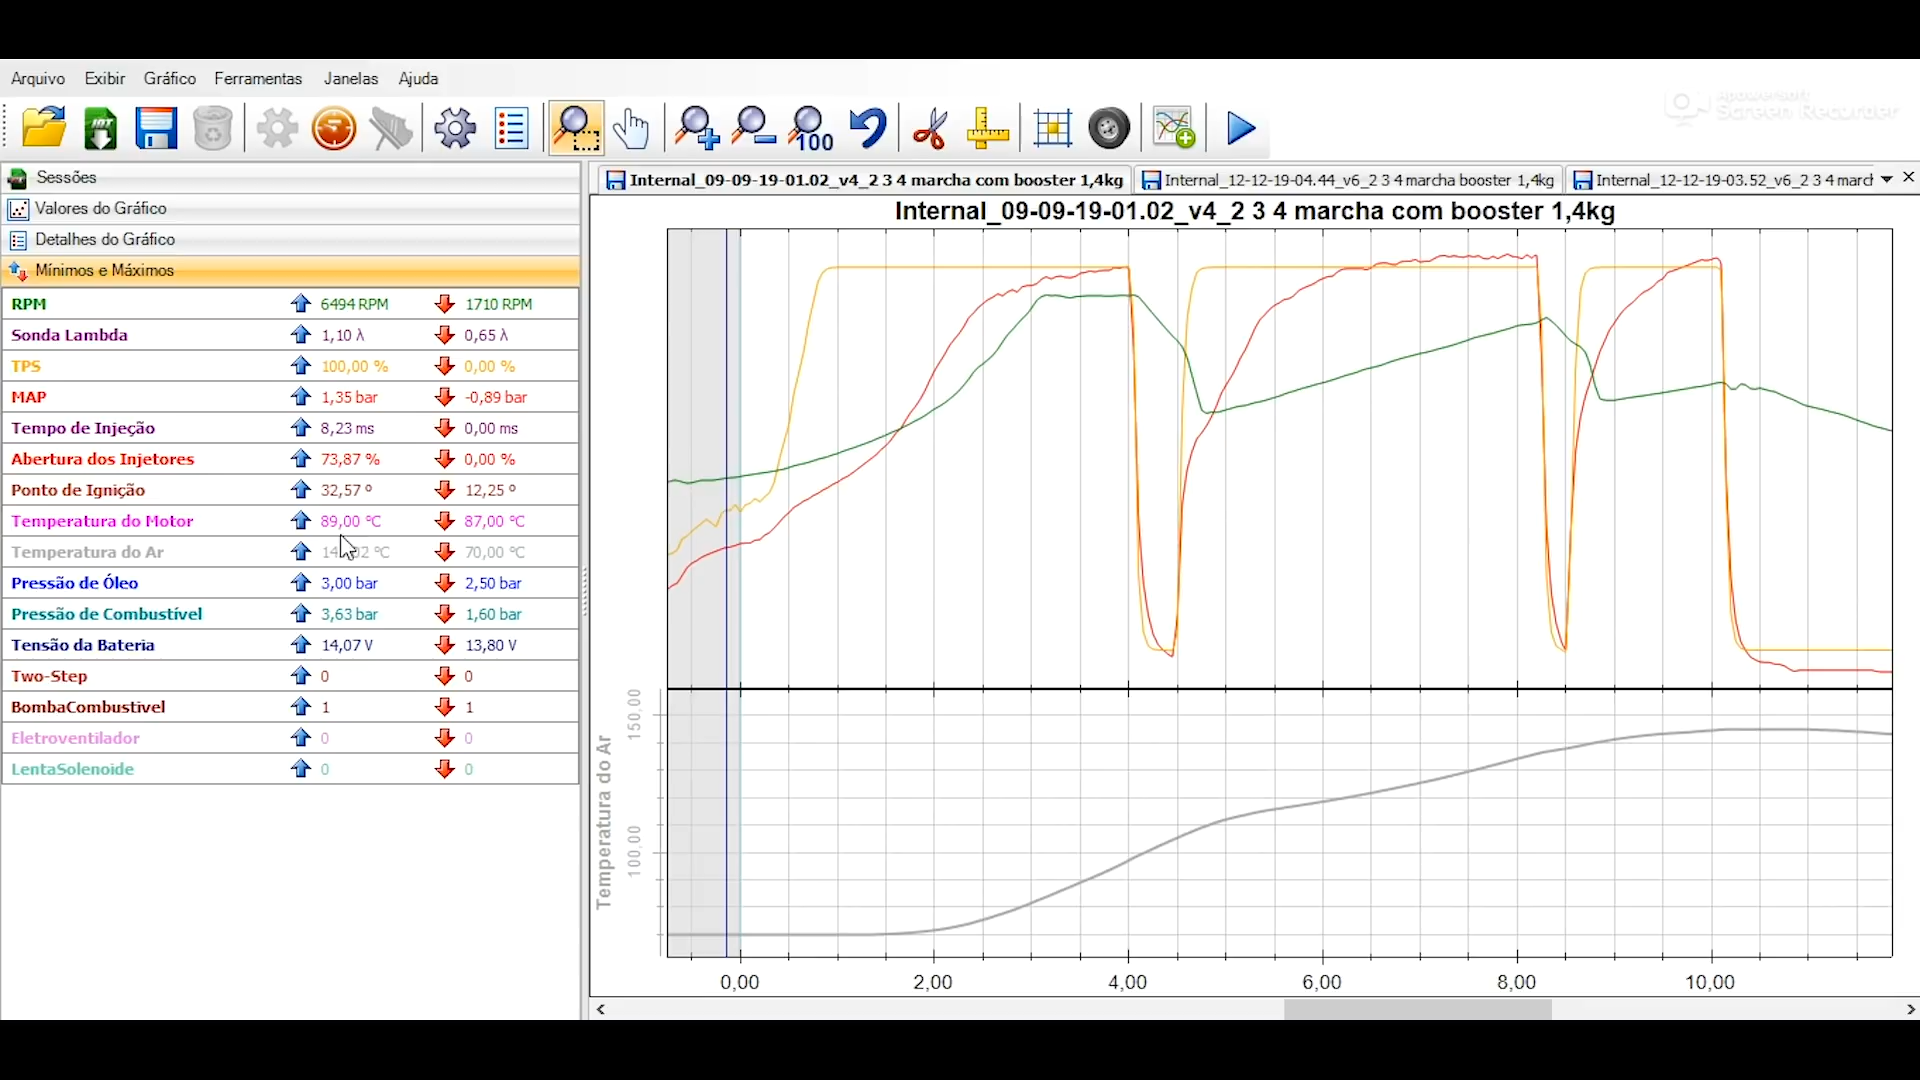 Apowersoft
Screen Recorder
Arquivo Exibir Gráfico Ferramentas Janelas Ajuda
100
Sessões
Valores do Gráfico
Detalhes do Gráfico
Mínimos e Máximos
RPM 6494 RPM 1710 RPM
Sonda Lambda 1,10 λ 0,65 λ
TPS 100,00 % 0,00 %
MAP 1,35 bar -0,89 bar
Tempo de Injeção 8,23 ms 0,00 ms
Abertura dos Injetores 73,87 % 0,00 %
Ponto de Ignição 32,57 º 12,25 º
Temperatura do Motor 89,00 ºC 87,00 ºC
Temperatura do Ar ºC 70,00 ºC
Pressão de Óleo 3,00 bar 2,50 bar
Pressão de Combustível 3,63 bar 1,60 bar
Tensão da Bateria 14,07 V 13,80 V
Two-Step 0 0
BombaCombustivel 1 1
Eletroventilador 0 0
LentaSolenoide 0 0
Internal_09-09-19-01.02_v4_2 3 4 marcha com booster 1,4kg
Internal_12-12-19-04.44_v6_2 3 4 marcha booster 1,4kg
Internal_12-12-19-03.52_v6_2 3 4 march
Internal_09-09-19-01.02_v4_2 3 4 marcha com booster 1,4kg
Temperatura do Ar
150,00
100,00
0,00 2,00 4,00 6,00 8,00 10,00